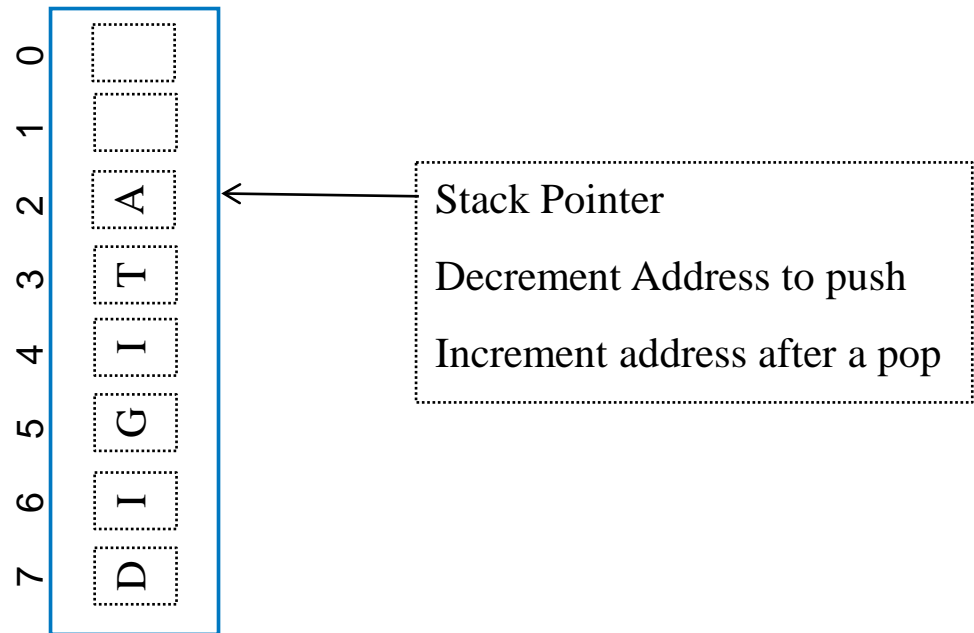 0
1
2 A
3 T
4 I
5 G
6 I
7 D
Stack Pointer
Decrement Address to push
Increment address after a pop